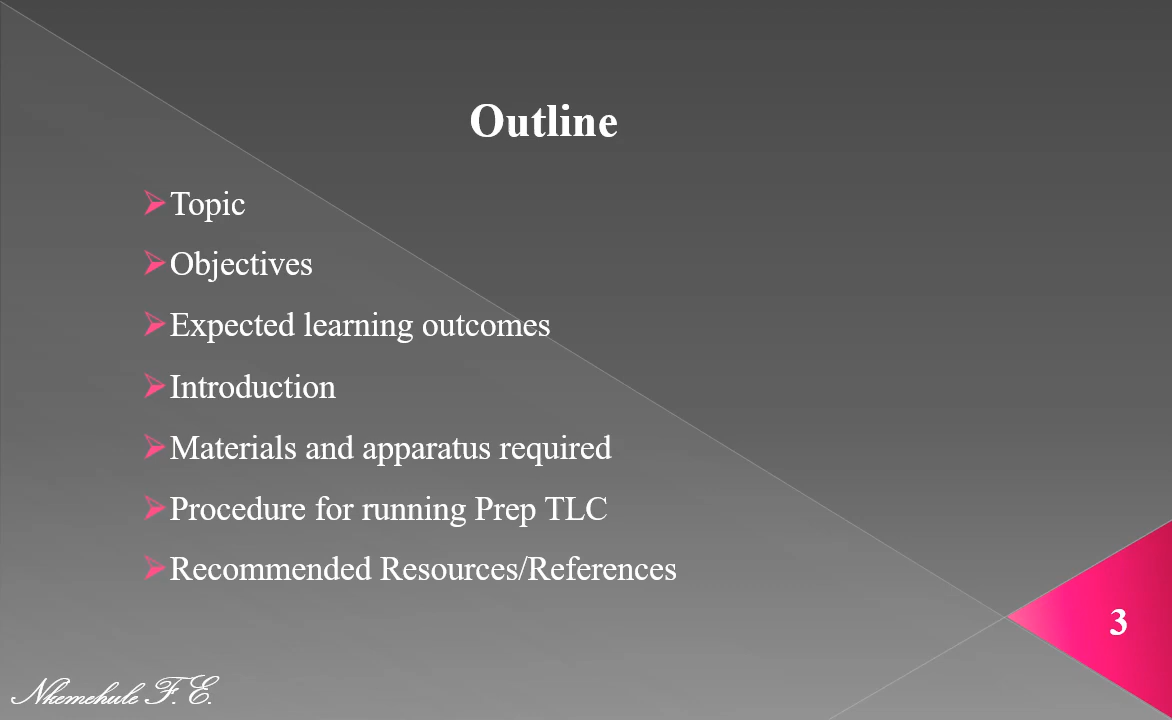 Outline
Topic
Objectives
Expected learning outcomes
Introduction
Materials and apparatus required
Procedure for running Prep TLC
Recommended Resources/References
3
Nkemehule F. E.